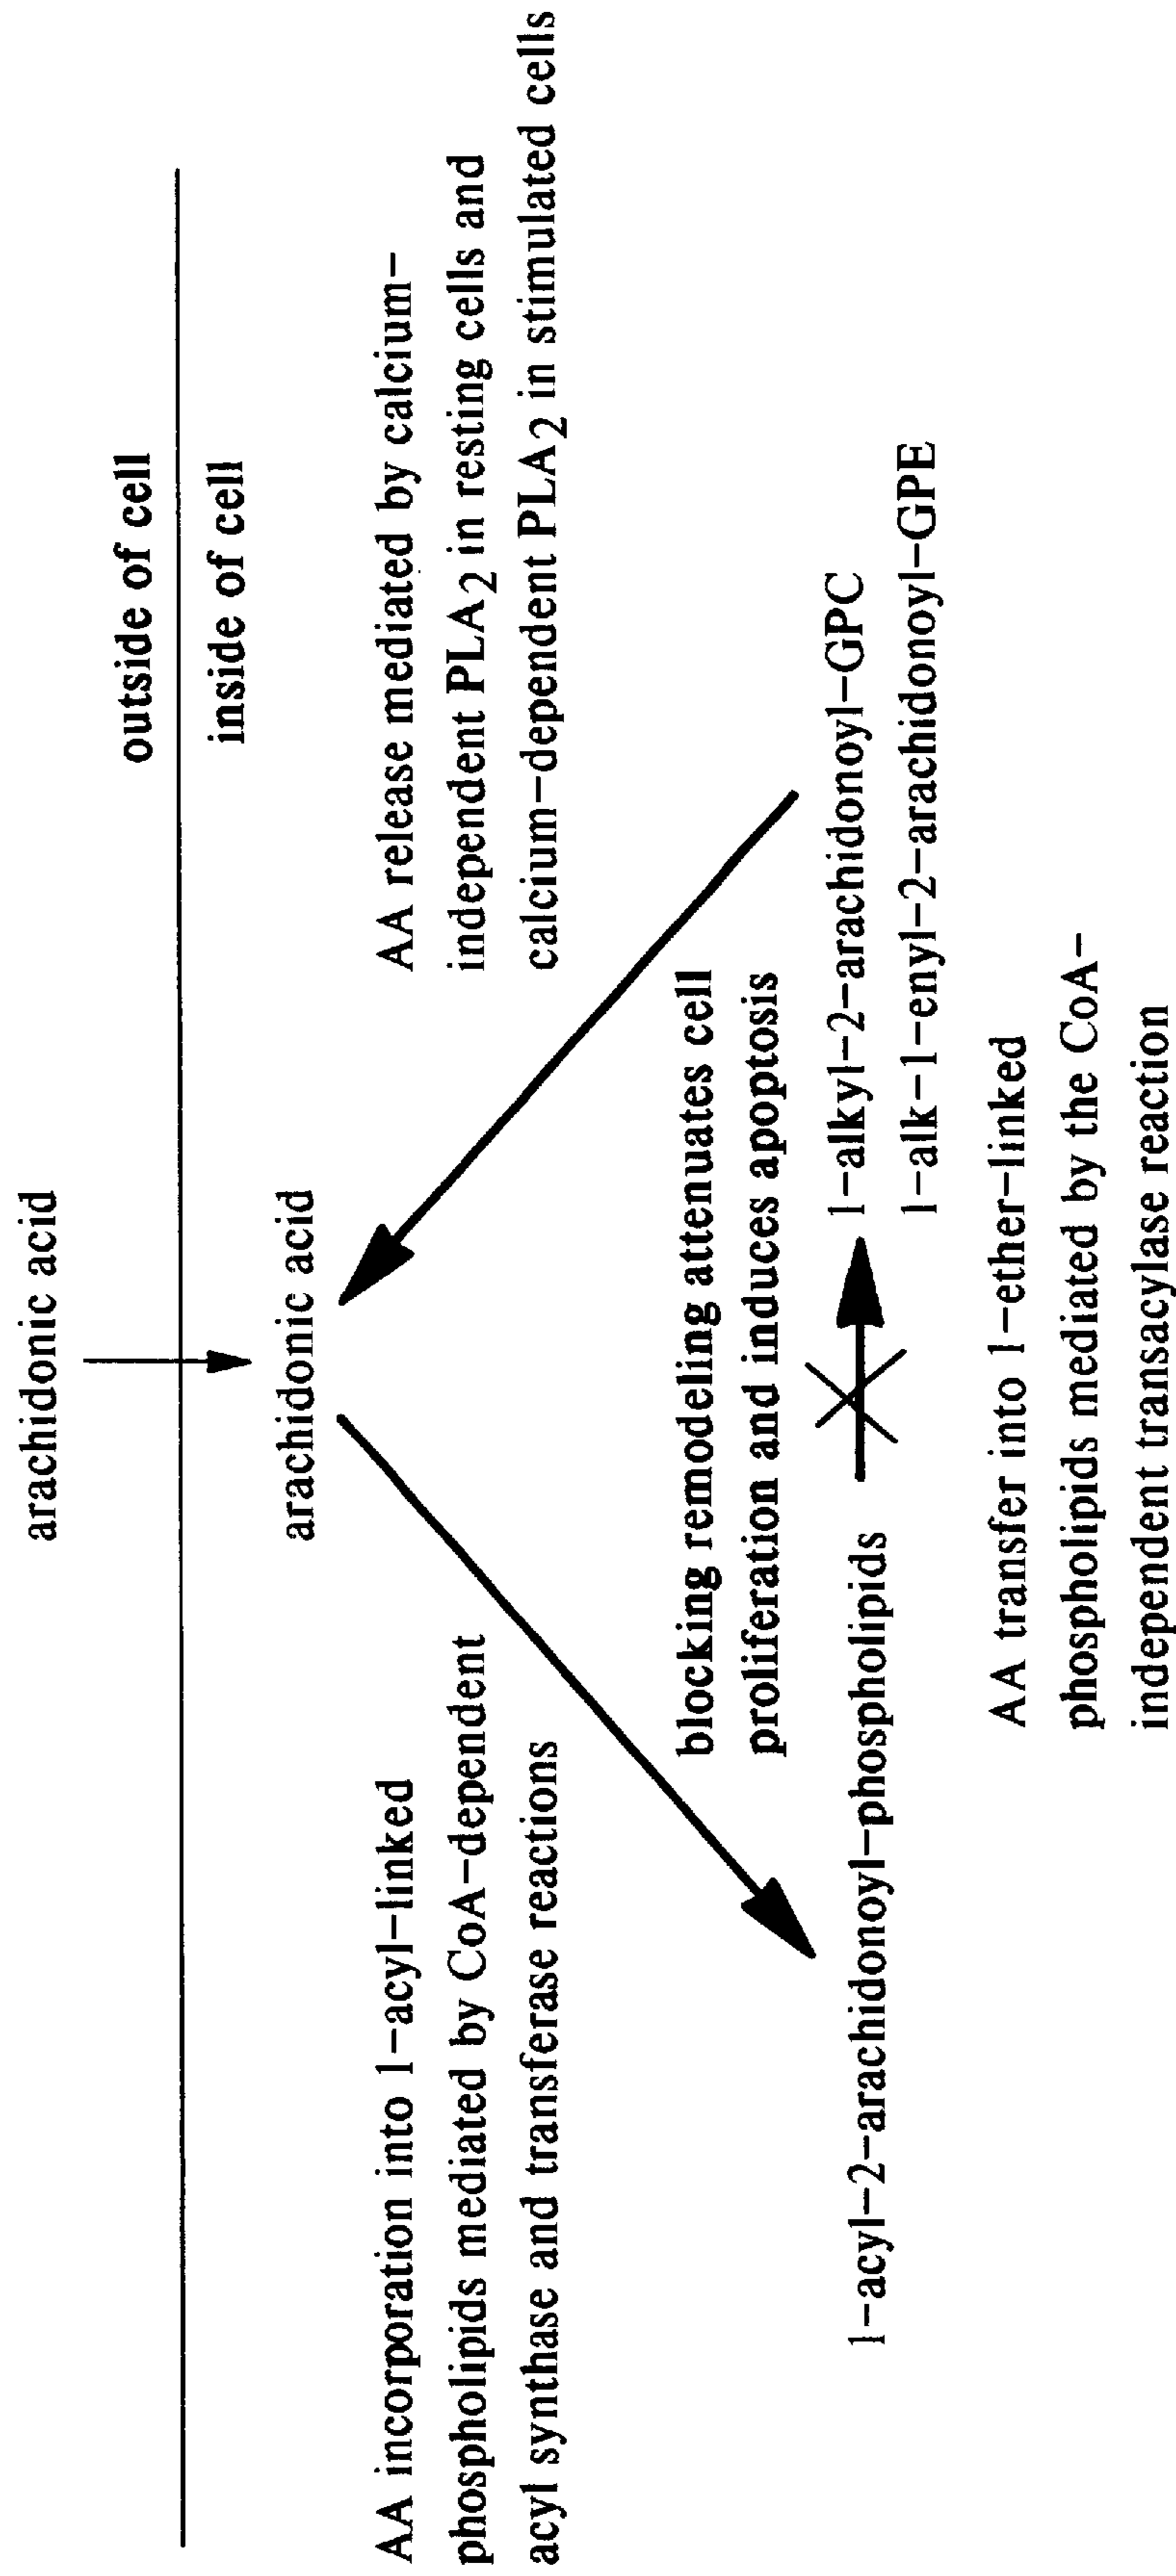 arachidonic acid
outside of cell
inside of cell
arachidonic acid
AA incorporation into 1-acyl-linked
phospholipids mediated by CoA-dependent
acyl synthase and transferase reactions
AA release mediated by calcium-
independent PLA2 in resting cells and
calcium-dependent PLA2 in stimulated cells
blocking remodeling attenuates cell
proliferation and induces apoptosis
1-acyl-2-arachidonoyl-phospholipids
1-alkyl-2-arachidonoyl-GPC
1-alk-1-enyl-2-arachidonoyl-GPE
AA transfer into 1-ether-linked
phospholipids mediated by the CoA-
independent transacylase reaction